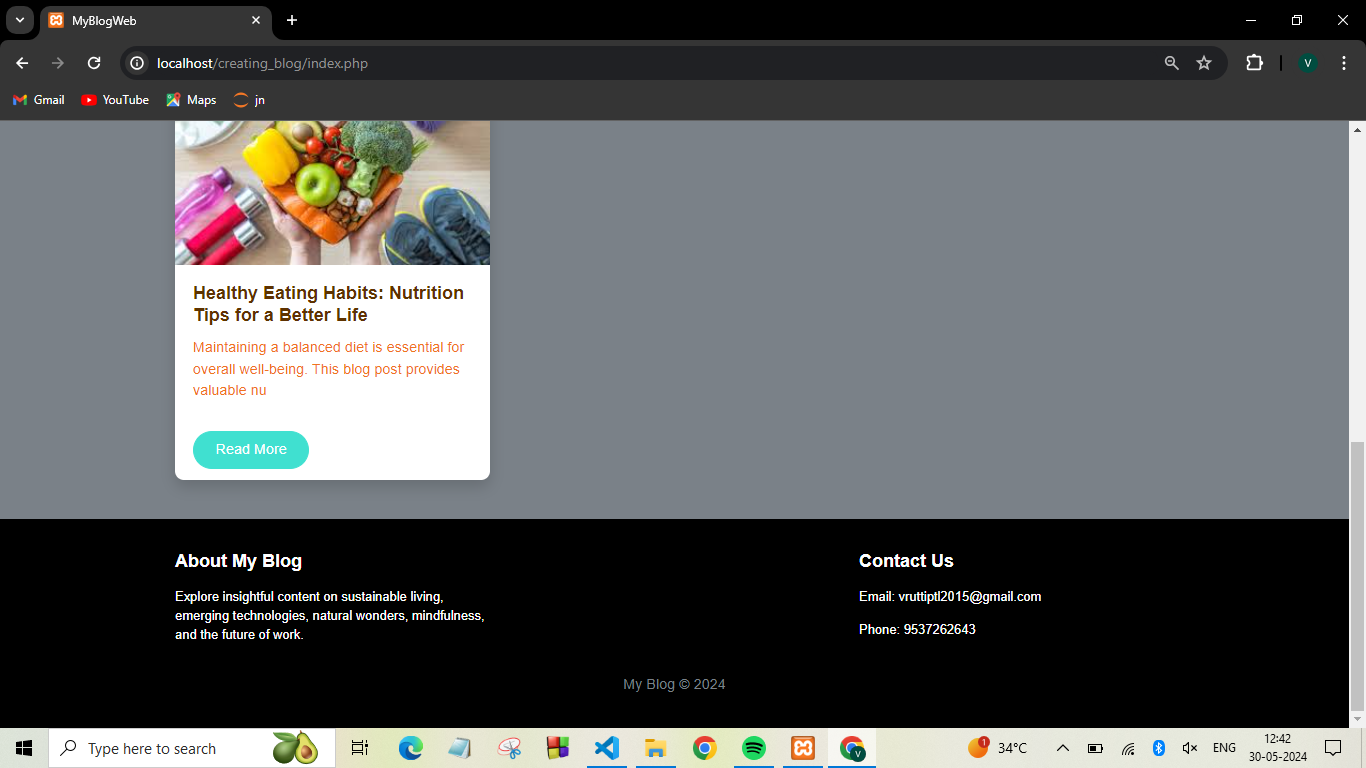 MyBlogWeb
localhost/creating_blog/index.php
V
Gmail
YouTube
Maps
jn
Healthy Eating Habits: Nutrition
Tips for a Better Life
Maintaining a balanced diet is essential for
overall well-being. This blog post provides
valuable nu
Read More
About My Blog
Explore insightful content on sustainable living,
emerging technologies, natural wonders, mindfulness,
and the future of work.
Contact Us
Email: vruttiptl2015@gmail.com
Phone: 9537262643
My Blog © 2024
Type here to search
V
1
34°C
ENG
12:42
30-05-2024